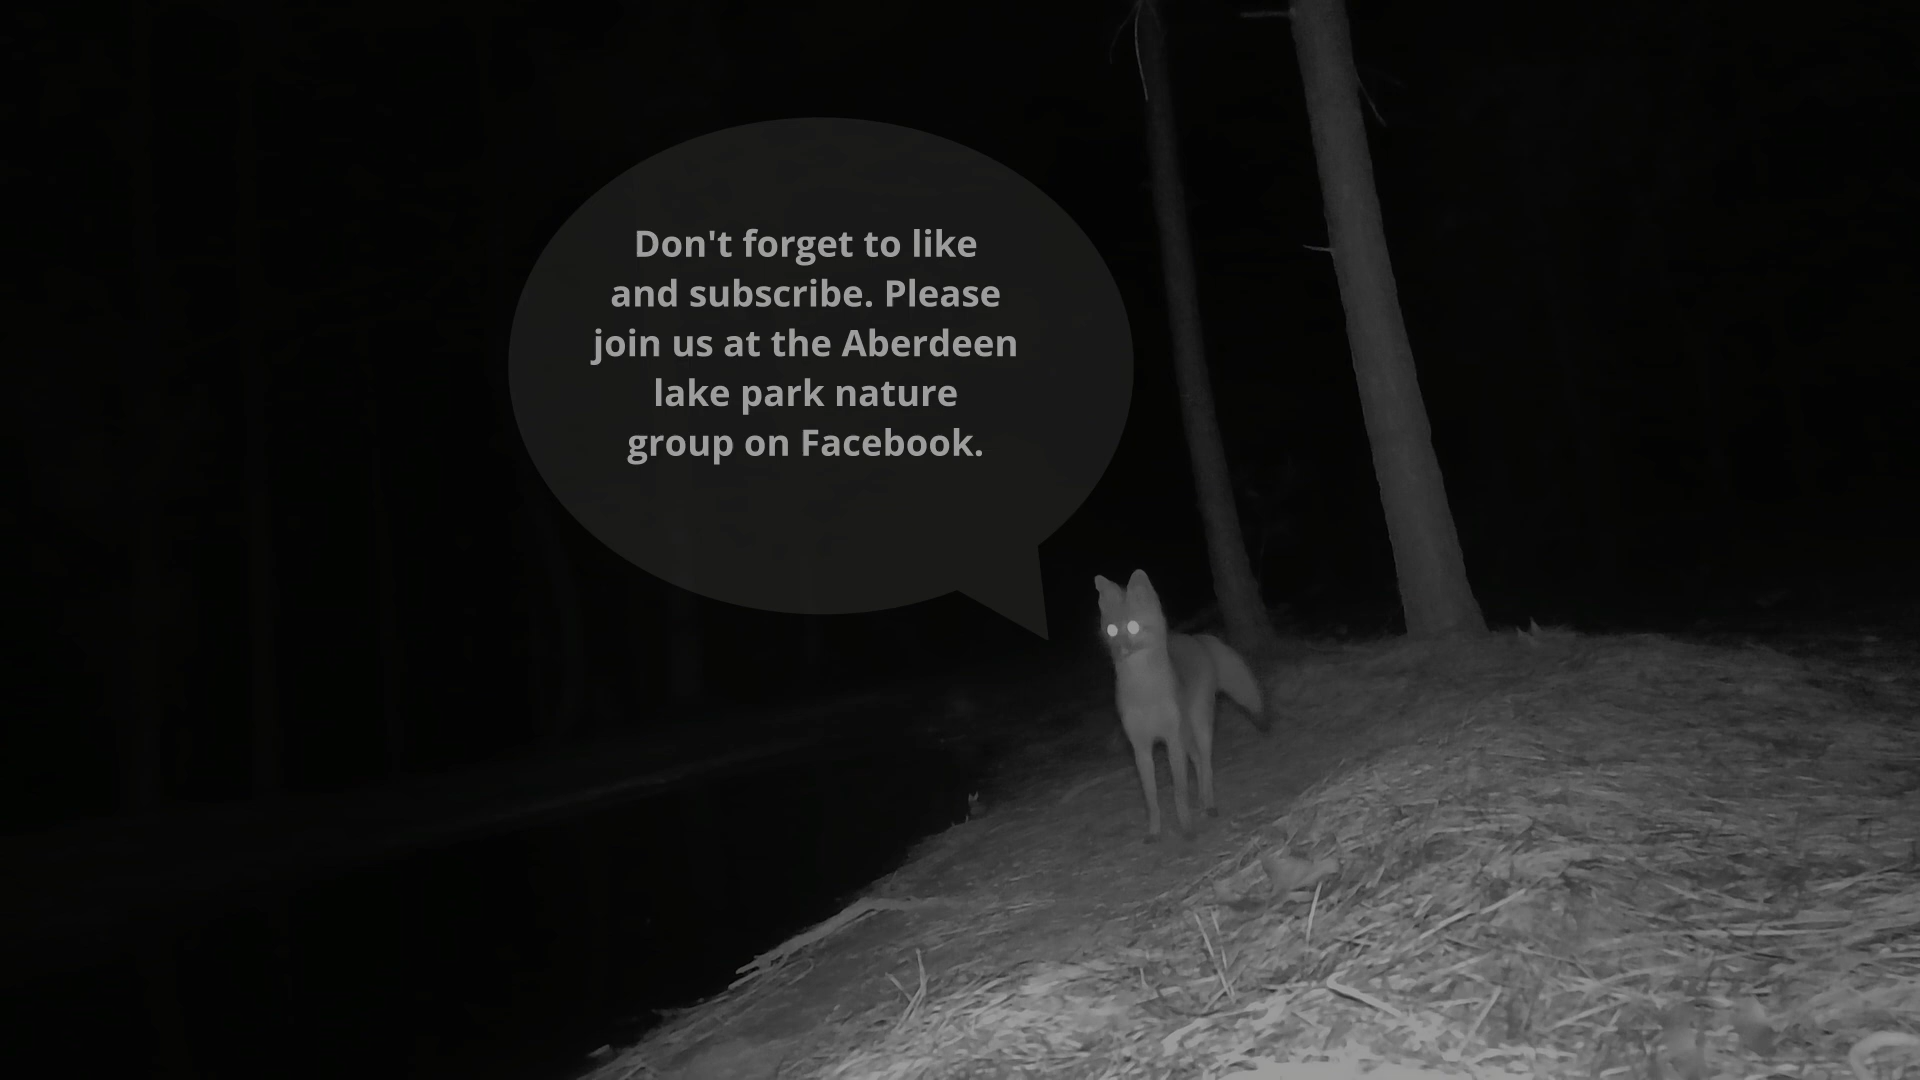 Don't forget to like
and subscribe. Please
join us at the Aberdeen
lake park nature
group on Facebook.